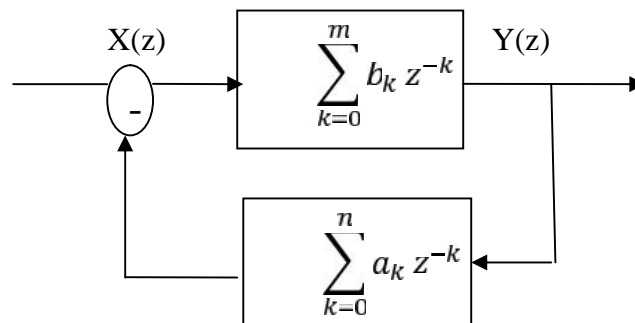 X(z)
Y(z)
m
∑ b_k z^{-k}
k=0
-
n
∑ a_k z^{-k}
k=0